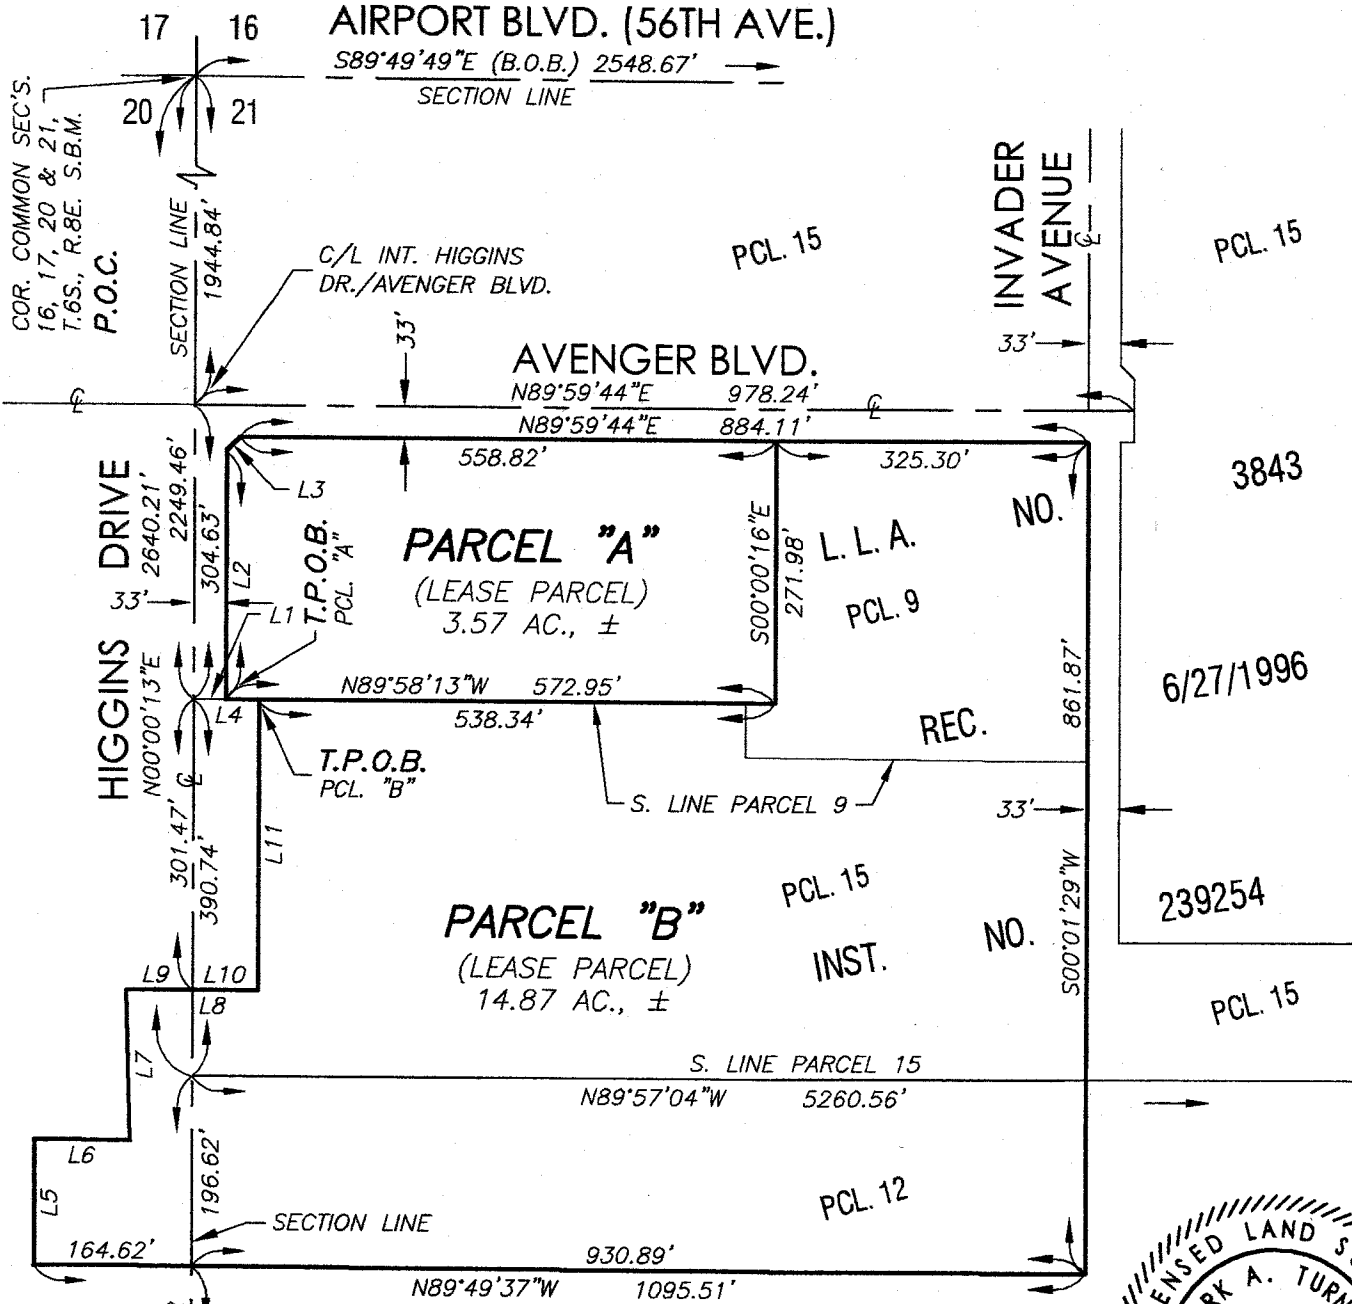 17 16
AIRPORT BLVD. (56TH AVE.)
S89°49'49"E (B.O.B.) 2548.67'
SECTION LINE
20 21
COR. COMMON SEC'S.
16, 17, 20 & 21,
T.6S., R.8E. S.B.M.
P.O.C.
SECTION LINE
1944.84'
C/L INT. HIGGINS
DR./AVENGER BLVD.
PCL. 15
INVADER
AVENUE
PCL. 15
33'
33'
AVENGER BLVD.
N89°59'44"E 978.24'
N89°59'44"E 884.11'
558.82'
325.30'
3843
HIGGINS DRIVE
N00°00'13"E 2640.21'
2249.46'
304.63'
L2
33'
L3
T.P.O.B.
PCL. "A"
L1
PARCEL "A"
(LEASE PARCEL)
3.57 AC., ±
S00°00'16"E
271.98'
L. L. A. NO.
PCL. 9
6/27/1996
861.87'
N89°58'13"W 572.95'
L4
538.34'
REC.
T.P.O.B.
PCL. "B"
S. LINE PARCEL 9
33'
301.47'
390.74'
L11
PCL. 15
PARCEL "B"
(LEASE PARCEL)
14.87 AC., ±
INST. NO.
239254
S00°01'29"W
L9 L10
L8
PCL. 15
L7
S. LINE PARCEL 15
N89°57'04"W 5260.56'
L6
L5
196.62'
PCL. 12
SECTION LINE
164.62'
930.89'
N89°49'37"W 1095.51'
ENSED LAND S
RK A. TURN